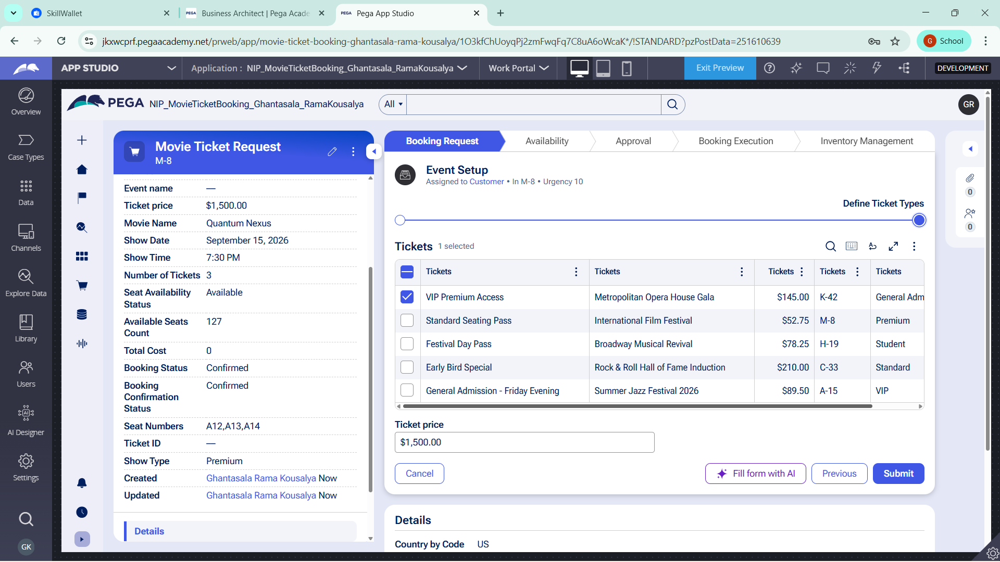 SkillWallet
Business Architect | Pega Acade
PEGA Pega App Studio
jkxwcprf.pegaacademy.net/prweb/app/movie-ticket-booking-ghantasala-rama-kousalya/1O3kfChUoyqPj2zmFwqFq7C8uA6oWcaK*/!STANDARD?pzPostData=251610639
G School
APP STUDIO
Application : NIP_MovieTicketBooking_Ghantasala_RamaKousalya
Work Portal
Exit Preview
DEVELOPMENT
Overview
Case Types
Data
Channels
Explore Data
Library
Users
AI Designer
Settings
GK
PEGA NIP_MovieTicketBooking_Ghantasala_RamaKousalya
All
GR
Movie Ticket Request
M-8
Event name —
Ticket price $1,500.00
Movie Name Quantum Nexus
Show Date September 15, 2026
Show Time 7:30 PM
Number of Tickets 3
Seat Availability Available
Status
Available Seats 127
Count
Total Cost 0
Booking Status Confirmed
Booking Confirmed
Confirmation
Status
Seat Numbers A12,A13,A14
Ticket ID —
Show Type Premium
Created Ghantasala Rama Kousalya Now
Updated Ghantasala Rama Kousalya Now
Details
Booking Request
Availability
Approval
Booking Execution
Inventory Management
Event Setup
Assigned to Customer • In M-8 • Urgency 10
Define Ticket Types
Tickets 1 selected
Tickets Tickets Tickets Tickets Tickets
VIP Premium Access Metropolitan Opera House Gala $145.00 K-42 General Adm
Standard Seating Pass International Film Festival $52.75 M-8 Premium
Festival Day Pass Broadway Musical Revival $78.25 H-19 Student
Early Bird Special Rock & Roll Hall of Fame Induction $210.00 C-33 Standard
General Admission - Friday Evening Summer Jazz Festival 2026 $89.50 A-15 VIP
Ticket price
$1,500.00
Cancel
Fill form with AI
Previous
Submit
Details
Country by Code US
0
0